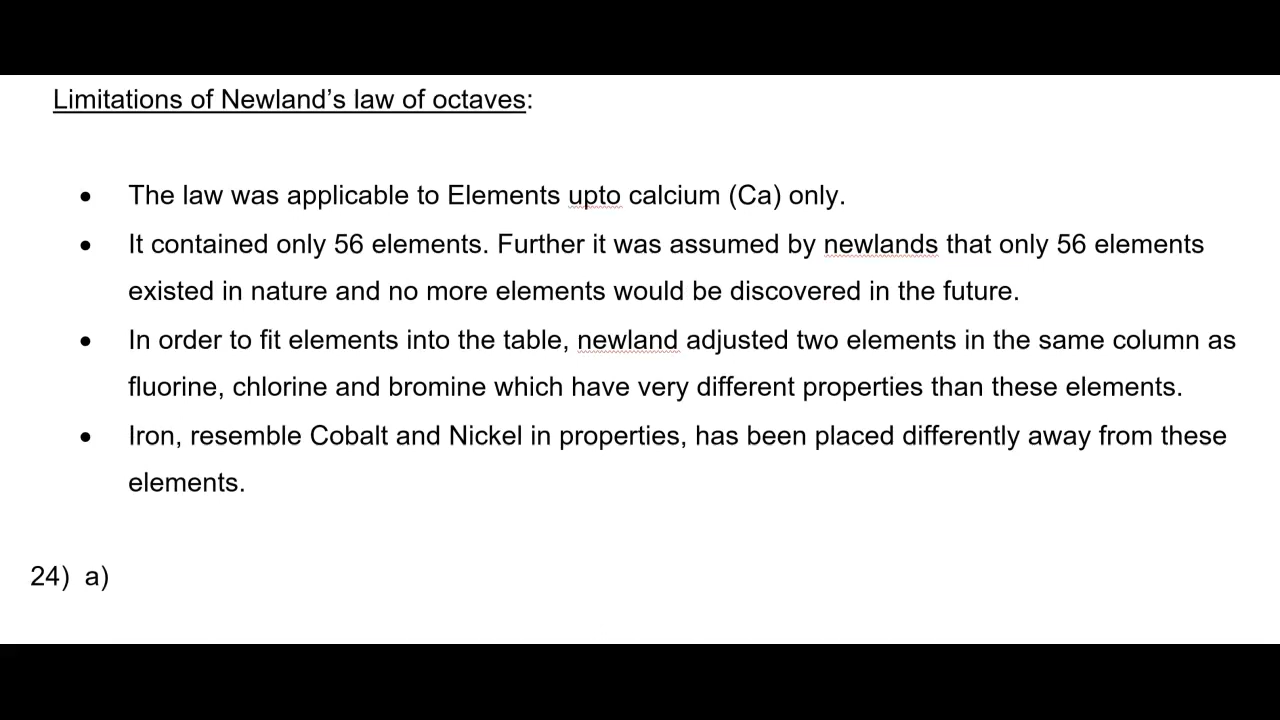 Limitations of Newland’s law of octaves:
• The law was applicable to Elements upto calcium (Ca) only.
• It contained only 56 elements. Further it was assumed by newlands that only 56 elements
existed in nature and no more elements would be discovered in the future.
• In order to fit elements into the table, newland adjusted two elements in the same column as
fluorine, chlorine and bromine which have very different properties than these elements.
• Iron, resemble Cobalt and Nickel in properties, has been placed differently away from these
elements.
24) a)